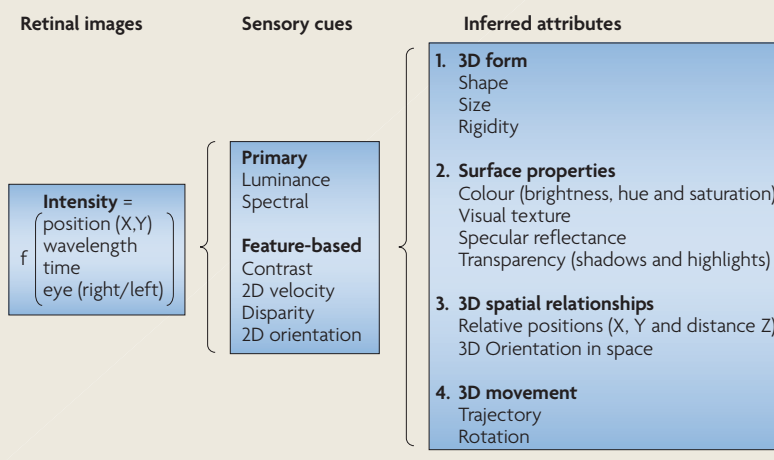 Retinal images
Sensory cues
Inferred attributes
Intensity =
f
position (X,Y)
wavelength
time
eye (right/left)
Primary
Luminance
Spectral
Feature-based
Contrast
2D velocity
Disparity
2D orientation
1. 3D form
Shape
Size
Rigidity
2. Surface properties
Colour (brightness, hue and saturation)
Visual texture
Specular reflectance
Transparency (shadows and highlights)
3. 3D spatial relationships
Relative positions (X, Y and distance Z)
3D Orientation in space
4. 3D movement
Trajectory
Rotation